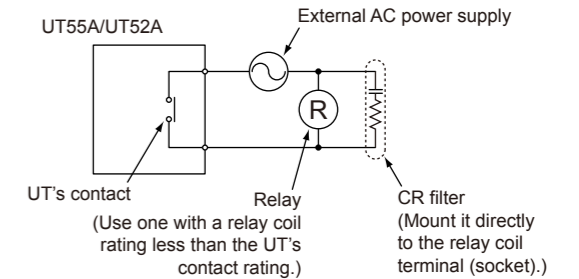 External AC power supply
UT55A/UT52A
R
UT's contact
Relay
(Use one with a relay coil
rating less than the UT's
contact rating.)
CR filter
(Mount it directly
to the relay coil
terminal (socket).)